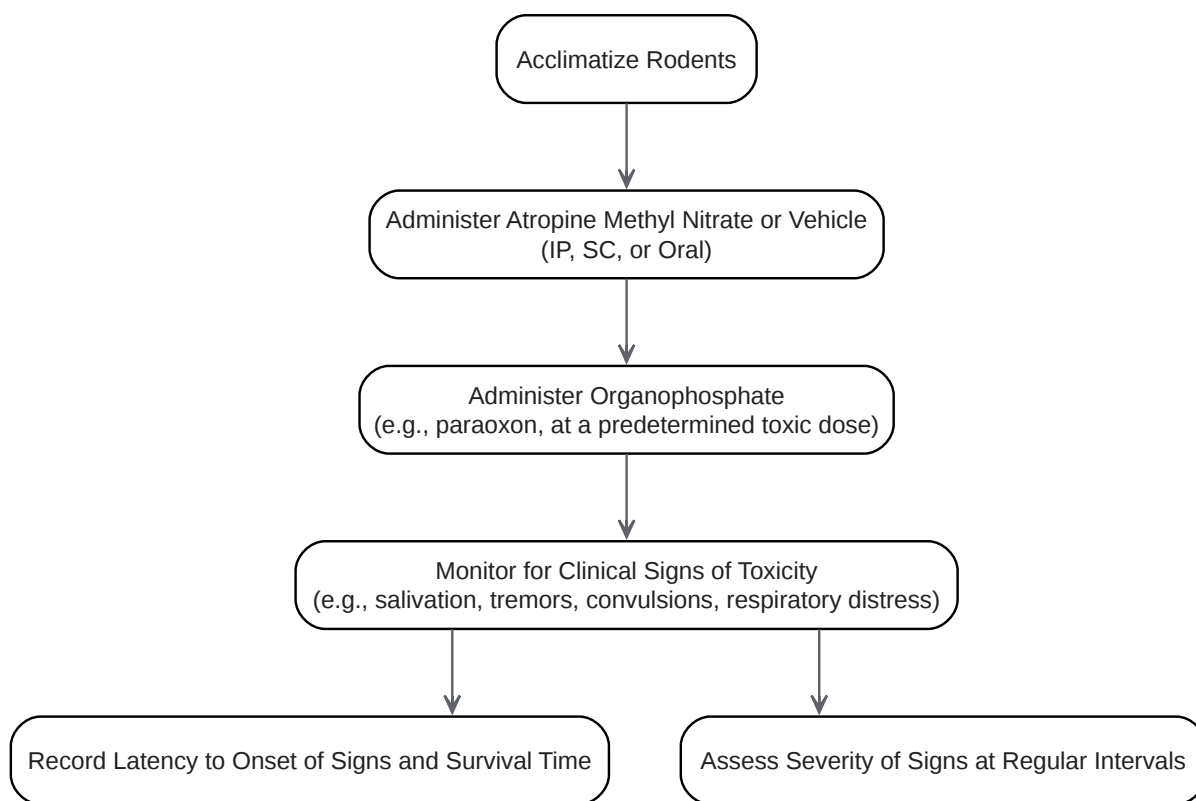 Acclimatize Rodents
Administer Atropine Methyl Nitrate or Vehicle
(IP, SC, or Oral)
Administer Organophosphate
(e.g., paraoxon, at a predetermined toxic dose)
Monitor for Clinical Signs of Toxicity
(e.g., salivation, tremors, convulsions, respiratory distress)
Record Latency to Onset of Signs and Survival Time
Assess Severity of Signs at Regular Intervals